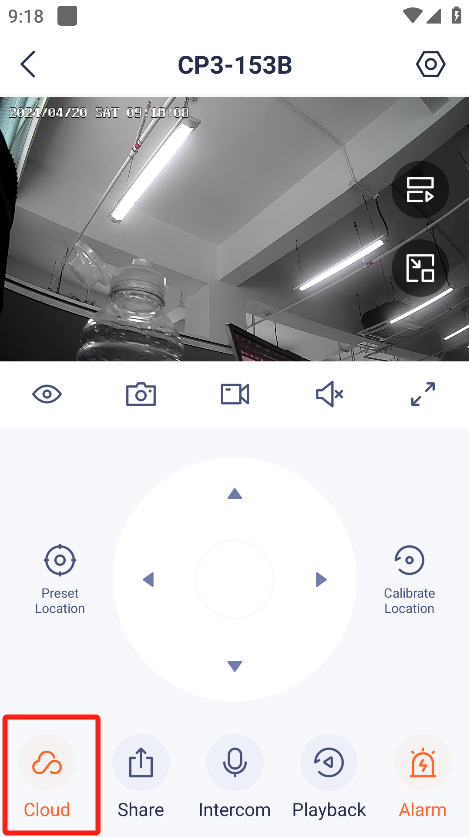 9:18
CP3-153B
2024/04/20 SAT 09:18:08
Preset
Location
Calibrate
Location
Cloud
Share
Intercom
Playback
Alarm